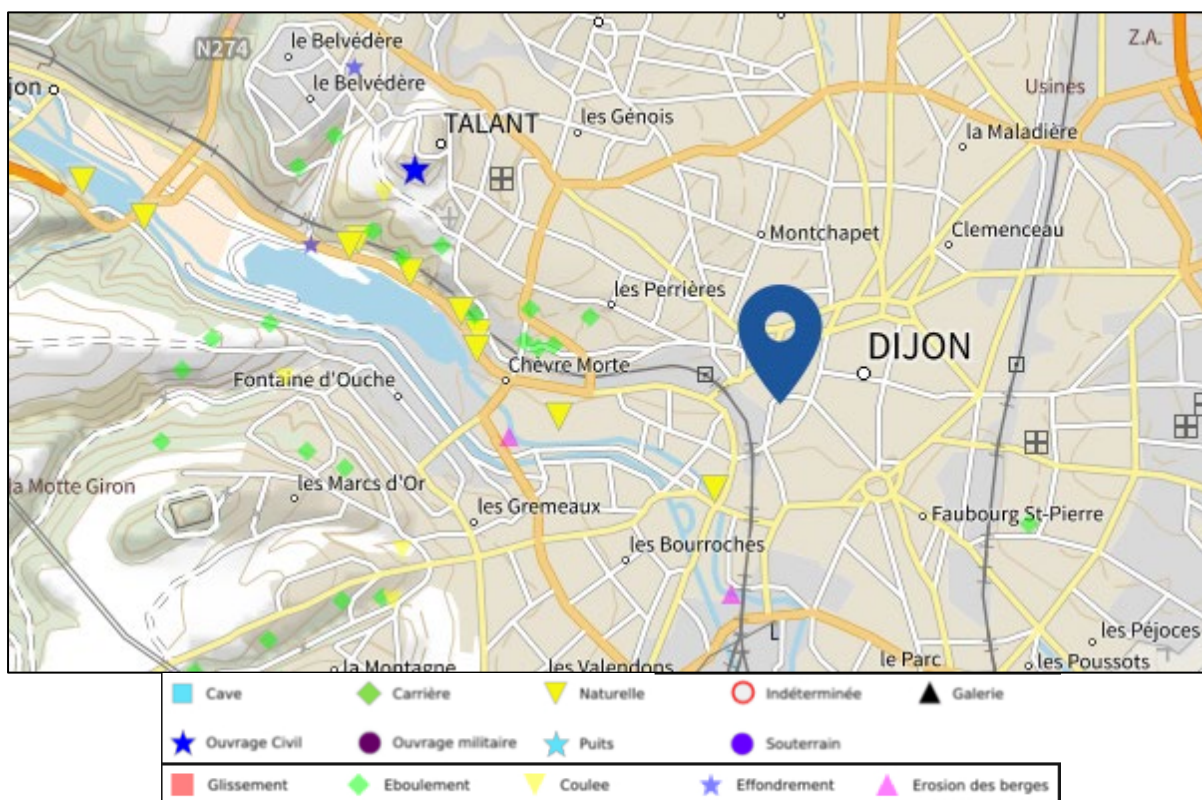 le Belvédère
Z.A.
N274
le Belvédère
jon
Usines
TALANT
les Génois
la Maladière
Montchapet
Clemenceau
les Perrières
DIJON
Chèvre Morte
Fontaine d'Ouche
la Motte Giron
les Marcs d'Or
les Gremeaux
Faubourg St-Pierre
les Bourroches
L
les Péjoces
le Parc
les Poussots
la Montagne
les Valendons
Cave
Carrière
Naturelle
Indéterminée
Galerie
Ouvrage Civil
Ouvrage militaire
Puits
Souterrain
Glissement
Eboulement
Coulee
Effondrement
Erosion des berges